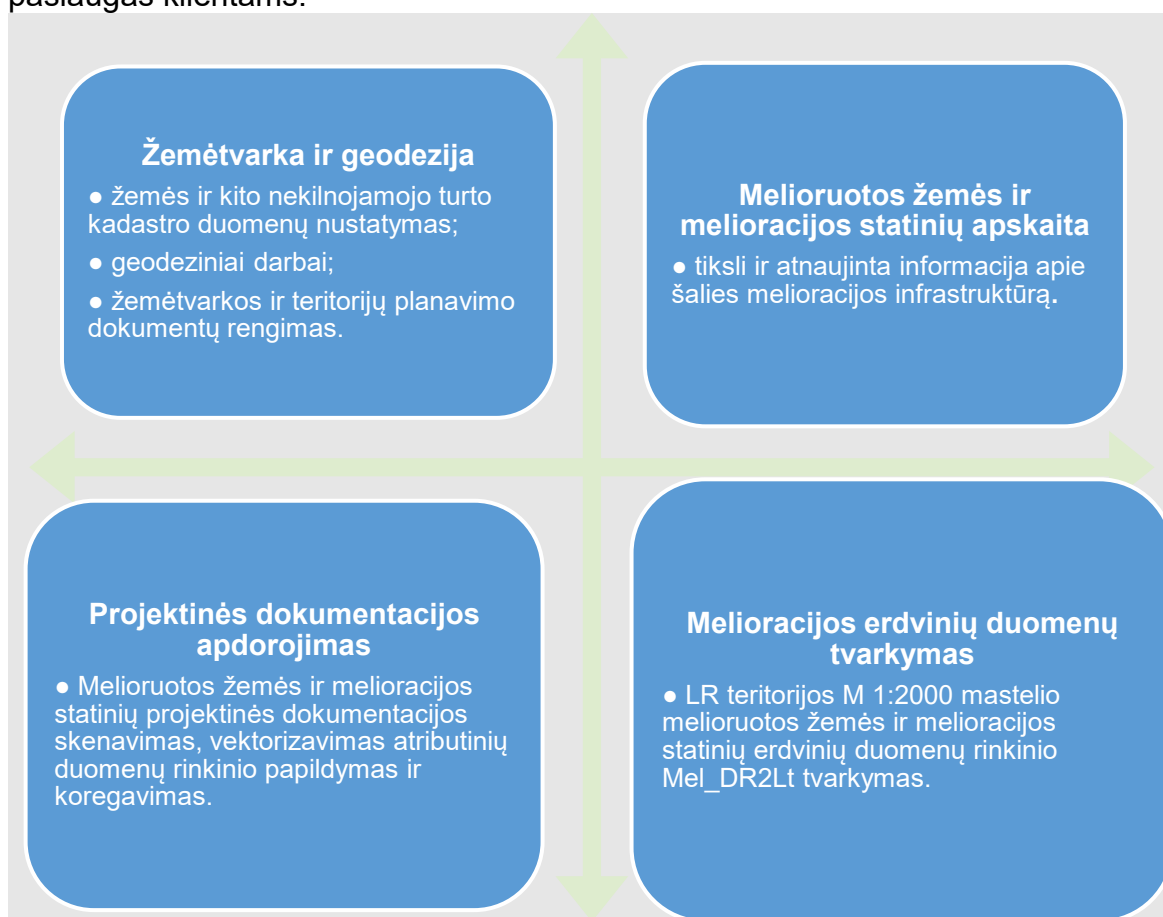 paslaugas klientams.
Žemėtvarka ir geodezija
● žemės ir kito nekilnojamojo turto
kadastro duomenų nustatymas;
● geodeziniai darbai;
● žemėtvarkos ir teritorijų planavimo
dokumentų rengimas.
Melioruotos žemės ir
melioracijos statinių apskaita
● tiksli ir atnaujinta informacija apie
šalies melioracijos infrastruktūrą.
Projektinės dokumentacijos
apdorojimas
● Melioruotos žemės ir melioracijos
statinių projektinės dokumentacijos
skenavimas, vektorizavimas atributinių
duomenų rinkinio papildymas ir
koregavimas.
Melioracijos erdvinių duomenų
tvarkymas
● LR teritorijos M 1:2000 mastelio
melioruotos žemės ir melioracijos
statinių erdvinių duomenų rinkinio
Mel_DR2Lt tvarkymas.